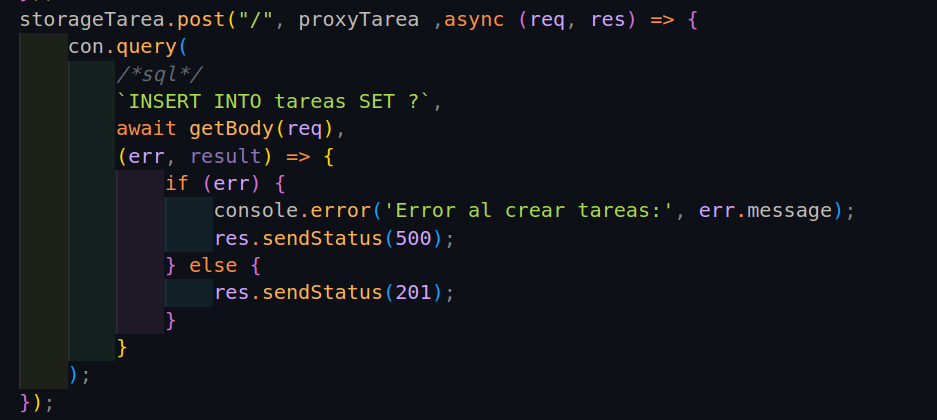 });
storageTarea.post("/", proxyTarea ,async (req, res) => {
    con.query(
        /*sql*/
        `INSERT INTO tareas SET ?`,
        await getBody(req),
        (err, result) => {
            if (err) {
                console.error('Error al crear tareas:', err.message);
                res.sendStatus(500);
            } else {
                res.sendStatus(201);
            }
        }
    );
});